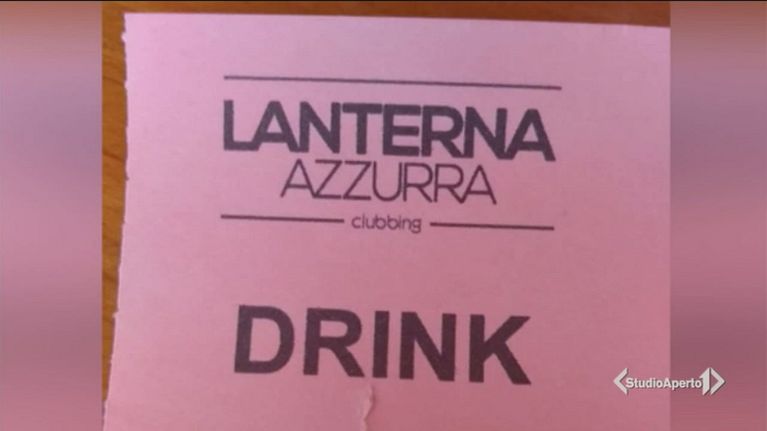 LANTERNA
AZZURRA
clubbing
DRINK
StudioAperto